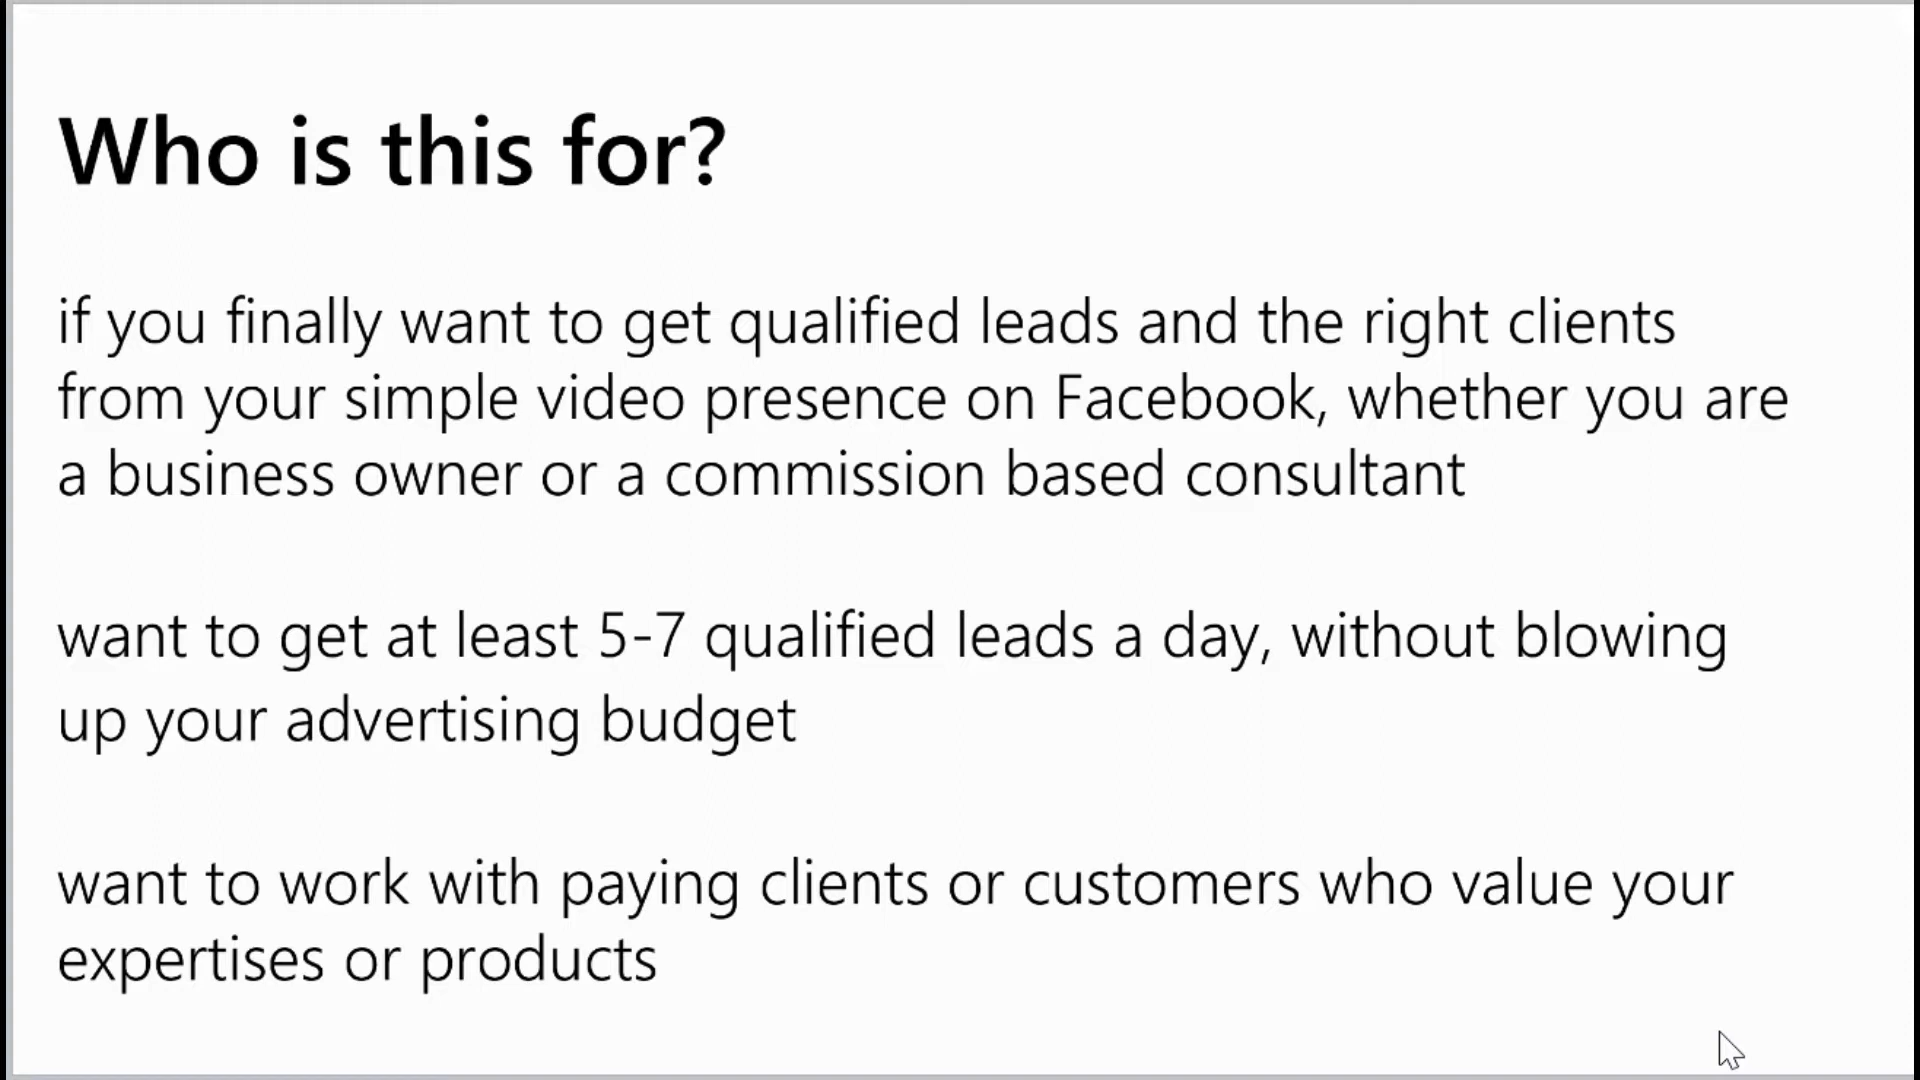 Who is this for?
if you finally want to get qualified leads and the right clients
from your simple video presence on Facebook, whether you are
a business owner or a commission based consultant
want to get at least 5-7 qualified leads a day, without blowing
up your advertising budget
want to work with paying clients or customers who value your
expertises or products